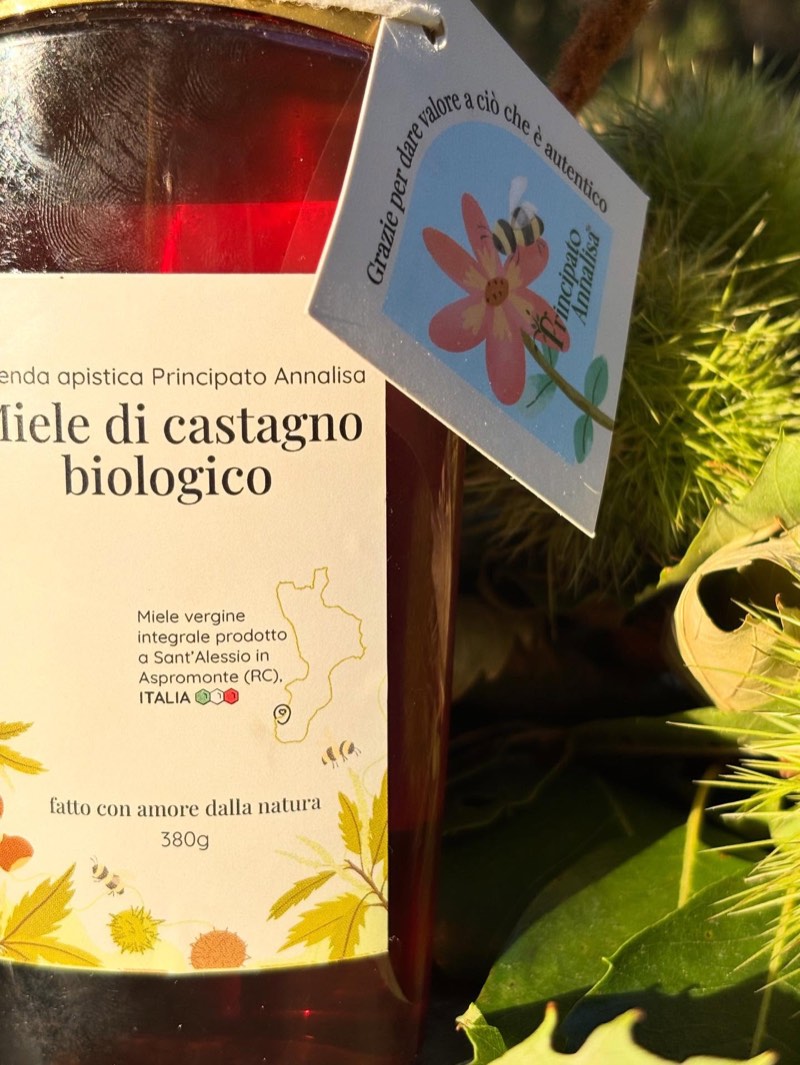 Grazie per dare valore a ciò che è autentico
Principato
Annalisa
enda apistica Principato Annalisa
Miele di castagno
biologico
Miele vergine
integrale prodotto
a Sant'Alessio in
Aspromonte (RC),
ITALIA
fatto con amore dalla natura
380g